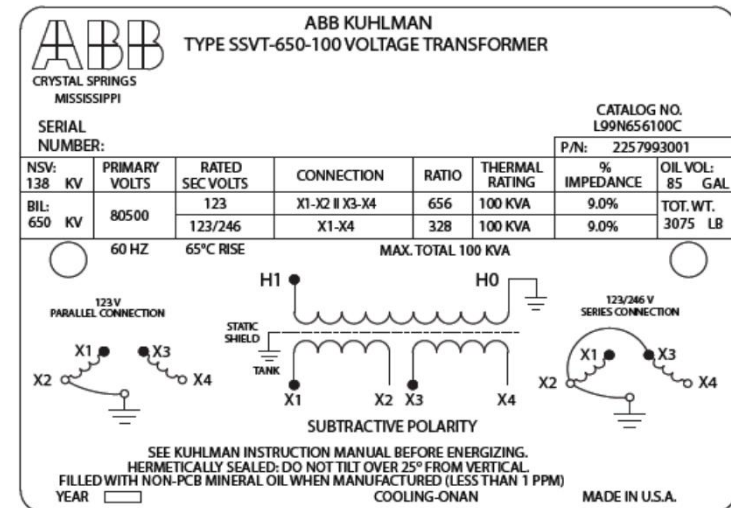 ABB
CRYSTAL SPRINGS
MISSISSIPPI
ABB KUHLMAN
TYPE SSVT-650-100 VOLTAGE TRANSFORMER
SERIAL
NUMBER:
CATALOG NO.
L99N656100C
P/N: 2257993001
NSV:
138 KV
PRIMARY
VOLTS
RATED
SEC VOLTS
CONNECTION
RATIO
THERMAL
RATING
%
IMPEDANCE
OIL VOL:
85 GAL
BIL:
650 KV
80500
123 X1-X2 II X3-X4 656 100 KVA 9.0%
123/246 X1-X4 328 100 KVA 9.0%
TOT. WT.
3075 LB
60 HZ 65°C RISE MAX. TOTAL 100 KVA
H1 H0
123 V
PARALLEL CONNECTION
X1 X3
X2 X4
STATIC
SHIELD
TANK
X1 X2 X3 X4
123/246 V
SERIES CONNECTION
X1 X3
X2 X4
SUBTRACTIVE POLARITY
SEE KUHLMAN INSTRUCTION MANUAL BEFORE ENERGIZING.
HERMETICALLY SEALED: DO NOT TILT OVER 25° FROM VERTICAL.
FILLED WITH NON-PCB MINERAL OIL WHEN MANUFACTURED (LESS THAN 1 PPM)
YEAR COOLING-ONAN MADE IN U.S.A.